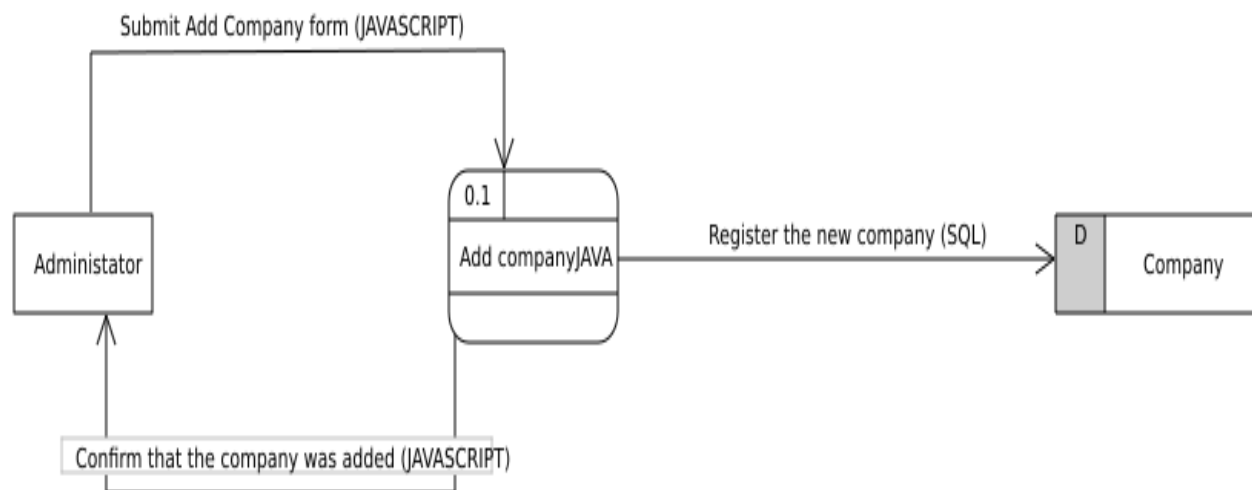 Submit Add Company form (JAVASCRIPT)
0.1
Administator
Add companyJAVA
Register the new company (SQL)
D
Company
Confirm that the company was added (JAVASCRIPT)